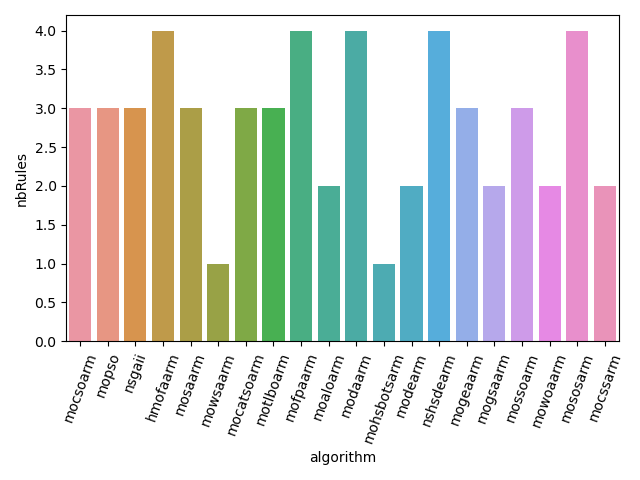 4.0
3.5
3.0
2.5
2.0
1.5
1.0
0.5
0.0
nbRules
mocsoarm
mopso
nsgaii
hmofaarm
mosaarm
mowsaarm
mocatsoarm
motlboarm
mofpaarm
moaloarm
modaarm
mohsbotsarm
modearm
nshsdearm
mogeaarm
mogsaarm
mossoarm
mowoaarm
mososarm
mocssarm
algorithm